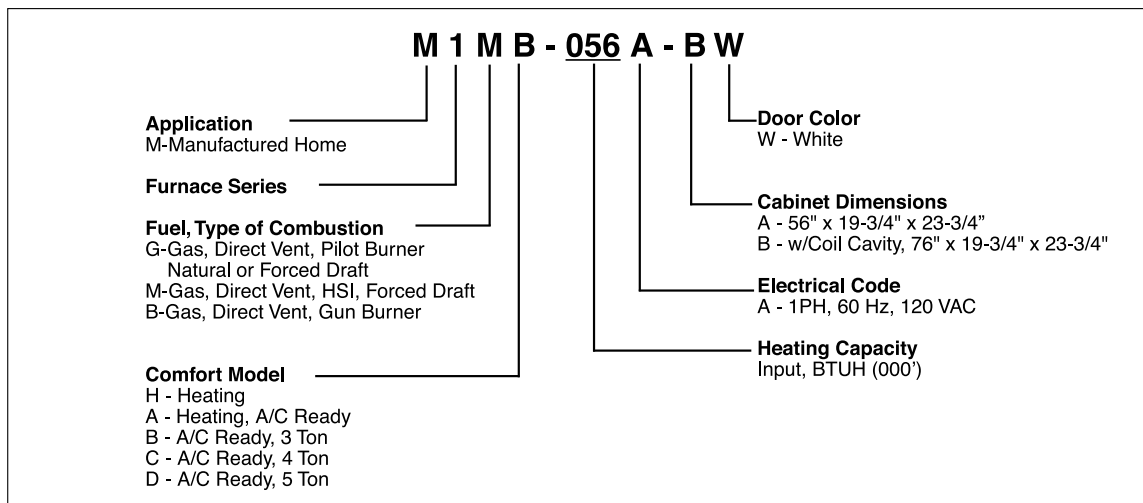 M 1 M B - 056 A - B W
Application
M-Manufactured Home
Furnace Series
Fuel, Type of Combustion
G-Gas, Direct Vent, Pilot Burner
Natural or Forced Draft
M-Gas, Direct Vent, HSI, Forced Draft
B-Gas, Direct Vent, Gun Burner
Comfort Model
H - Heating
A - Heating, A/C Ready
B - A/C Ready, 3 Ton
C - A/C Ready, 4 Ton
D - A/C Ready, 5 Ton
Door Color
W - White
Cabinet Dimensions
A - 56" x 19-3/4" x 23-3/4”
B - w/Coil Cavity, 76" x 19-3/4" x 23-3/4"
Electrical Code
A - 1PH, 60 Hz, 120 VAC
Heating Capacity
Input, BTUH (000’)